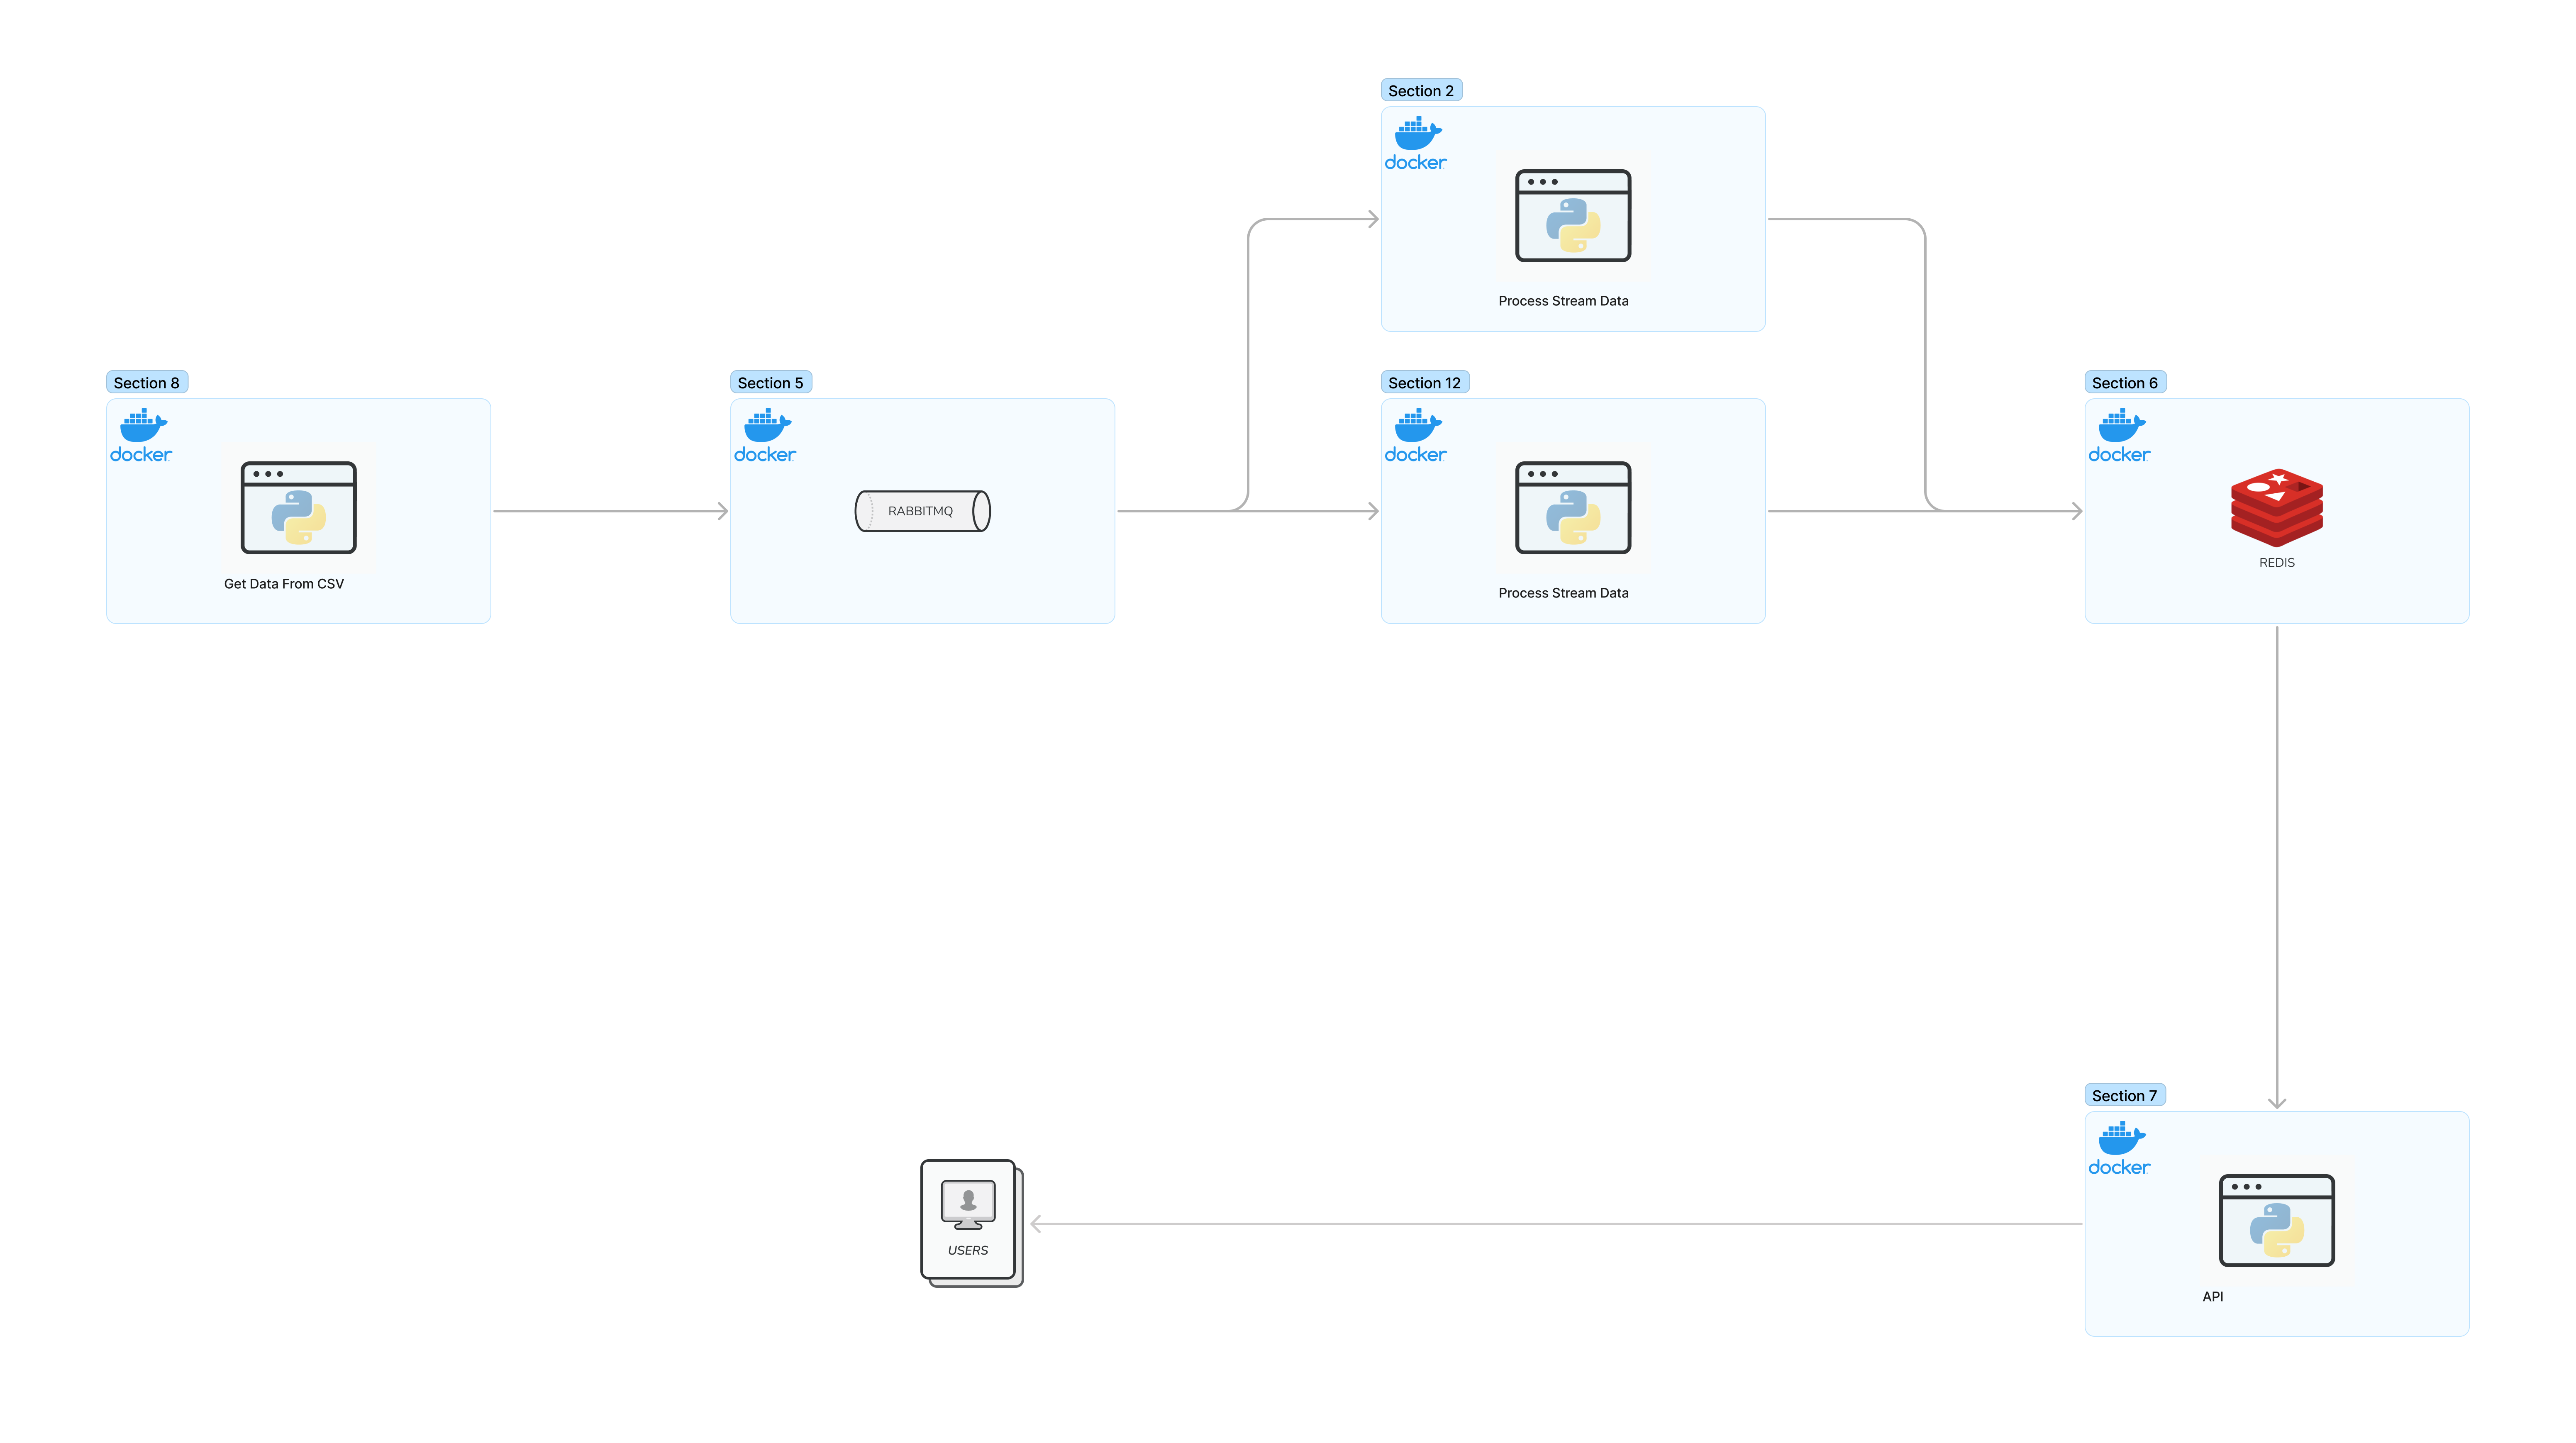 Section 2
docker
Process Stream Data
Section 8
docker
Get Data From CSV
Section 5
docker
RABBITMQ
Section 12
docker
Process Stream Data
Section 6
docker
REDIS
Section 7
docker
API
USERS